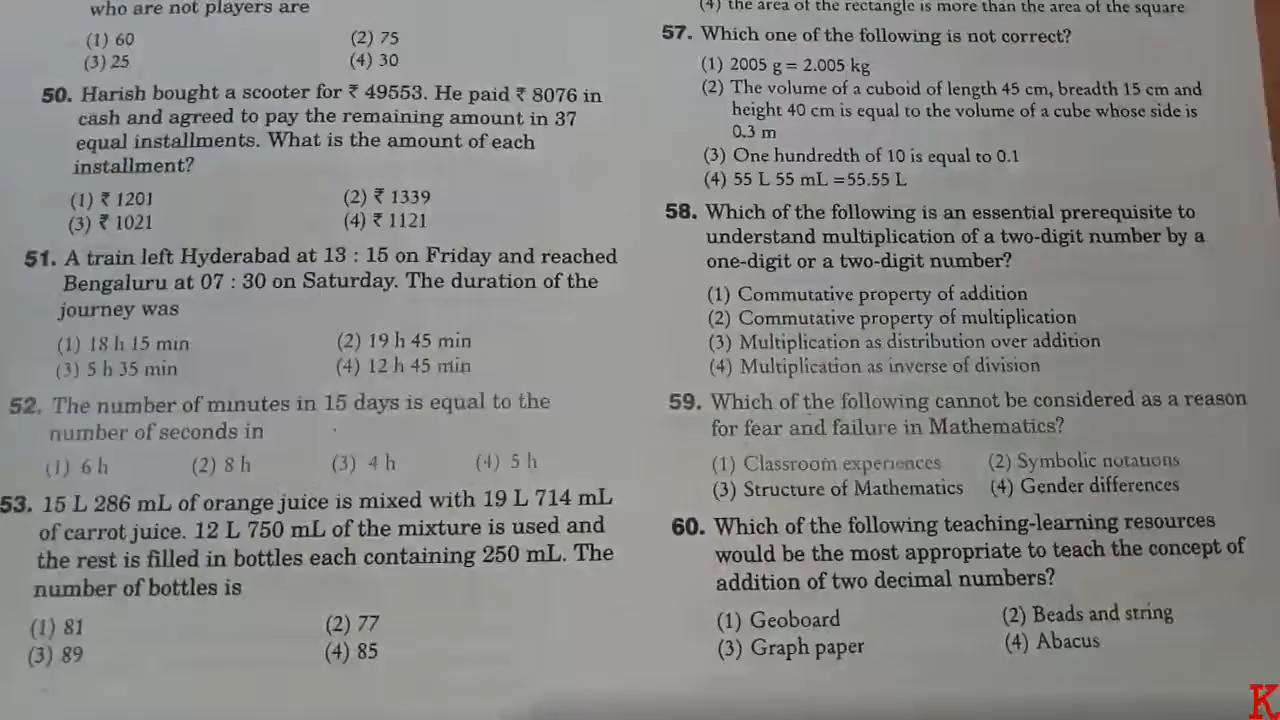 who are not players are
(1) 60 (2) 75
(3) 25 (4) 30
50. Harish bought a scooter for ₹ 49553. He paid ₹ 8076 in
cash and agreed to pay the remaining amount in 37
equal installments. What is the amount of each
installment?
(1) ₹ 1201 (2) ₹ 1339
(3) ₹ 1021 (4) ₹ 1121
51. A train left Hyderabad at 13 : 15 on Friday and reached
Bengaluru at 07 : 30 on Saturday. The duration of the
journey was
(1) 18 h 15 min (2) 19 h 45 min
(3) 5 h 35 min (4) 12 h 45 min
52. The number of minutes in 15 days is equal to the
number of seconds in
(1) 6 h (2) 8 h (3) 4 h (4) 5 h
53. 15 L 286 mL of orange juice is mixed with 19 L 714 mL
of carrot juice. 12 L 750 mL of the mixture is used and
the rest is filled in bottles each containing 250 mL. The
number of bottles is
(1) 81 (2) 77
(3) 89 (4) 85
(4) the area of the rectangle is more than the area of the square
57. Which one of the following is not correct?
(1) 2005 g = 2.005 kg
(2) The volume of a cuboid of length 45 cm, breadth 15 cm and
height 40 cm is equal to the volume of a cube whose side is
0.3 m
(3) One hundredth of 10 is equal to 0.1
(4) 55 L 55 mL =55.55 L
58. Which of the following is an essential prerequisite to
understand multiplication of a two-digit number by a
one-digit or a two-digit number?
(1) Commutative property of addition
(2) Commutative property of multiplication
(3) Multiplication as distribution over addition
(4) Multiplication as inverse of division
59. Which of the following cannot be considered as a reason
for fear and failure in Mathematics?
(1) Classroom experiences (2) Symbolic notations
(3) Structure of Mathematics (4) Gender differences
60. Which of the following teaching-learning resources
would be the most appropriate to teach the concept of
addition of two decimal numbers?
(1) Geoboard (2) Beads and string
(3) Graph paper (4) Abacus
K